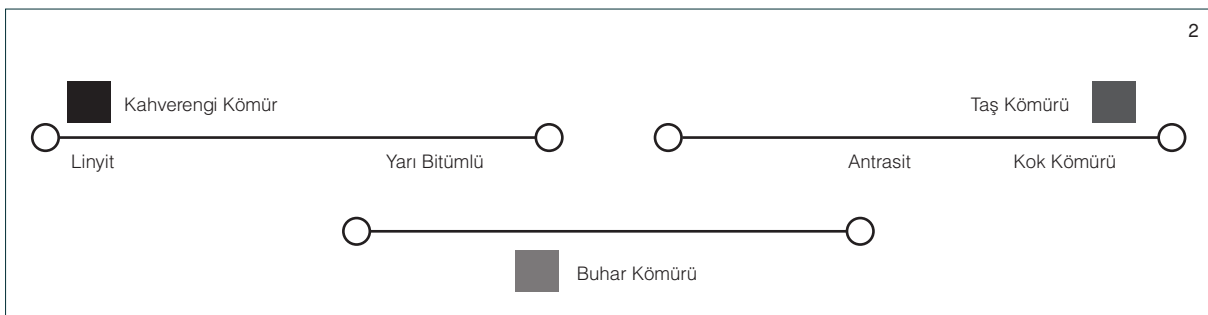 2
Kahverengi Kömür
Taş Kömürü
Linyit
Yarı Bitümlü
Antrasit
Kok Kömürü
Buhar Kömürü